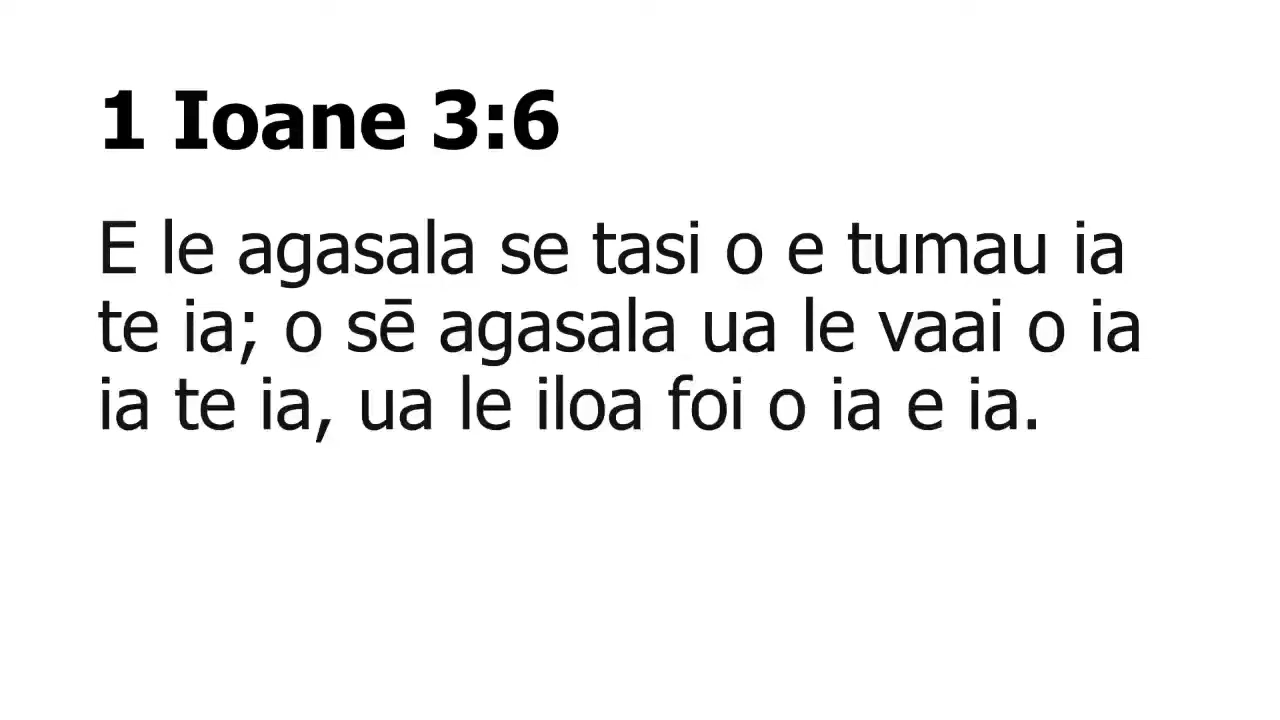 1 Ioane 3:6
E le agasala se tasi o e tumau ia
te ia; o sē agasala ua le vaai o ia
ia te ia, ua le iloa foi o ia e ia.